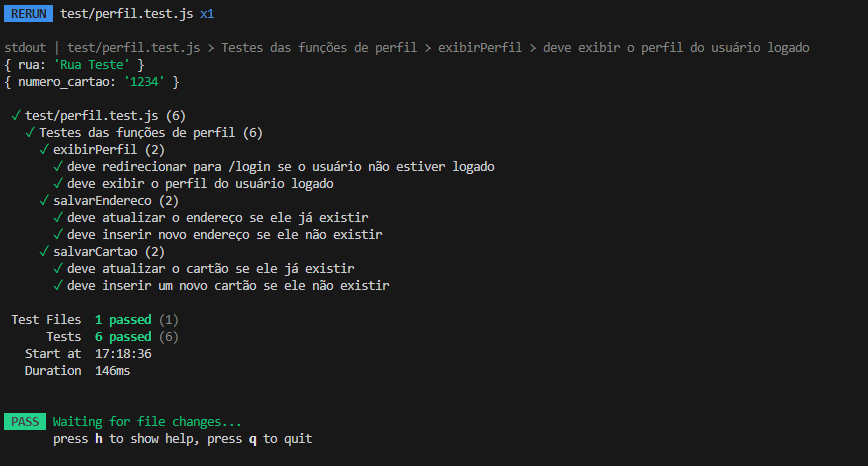 RERUN test/perfil.test.js x1
stdout | test/perfil.test.js > Testes das funções de perfil > exibirPerfil > deve exibir o perfil do usuário logado
{ rua: 'Rua Teste' }
{ numero_cartao: '1234' }
✓ test/perfil.test.js (6)
✓ Testes das funções de perfil (6)
✓ exibirPerfil (2)
✓ deve redirecionar para /login se o usuário não estiver logado
✓ deve exibir o perfil do usuário logado
✓ salvarEndereco (2)
✓ deve atualizar o endereço se ele já existir
✓ deve inserir novo endereço se ele não existir
✓ salvarCartao (2)
✓ deve atualizar o cartão se ele já existir
✓ deve inserir um novo cartão se ele não existir
Test Files 1 passed (1)
Tests 6 passed (6)
Start at 17:18:36
Duration 146ms
PASS Waiting for file changes...
press h to show help, press q to quit